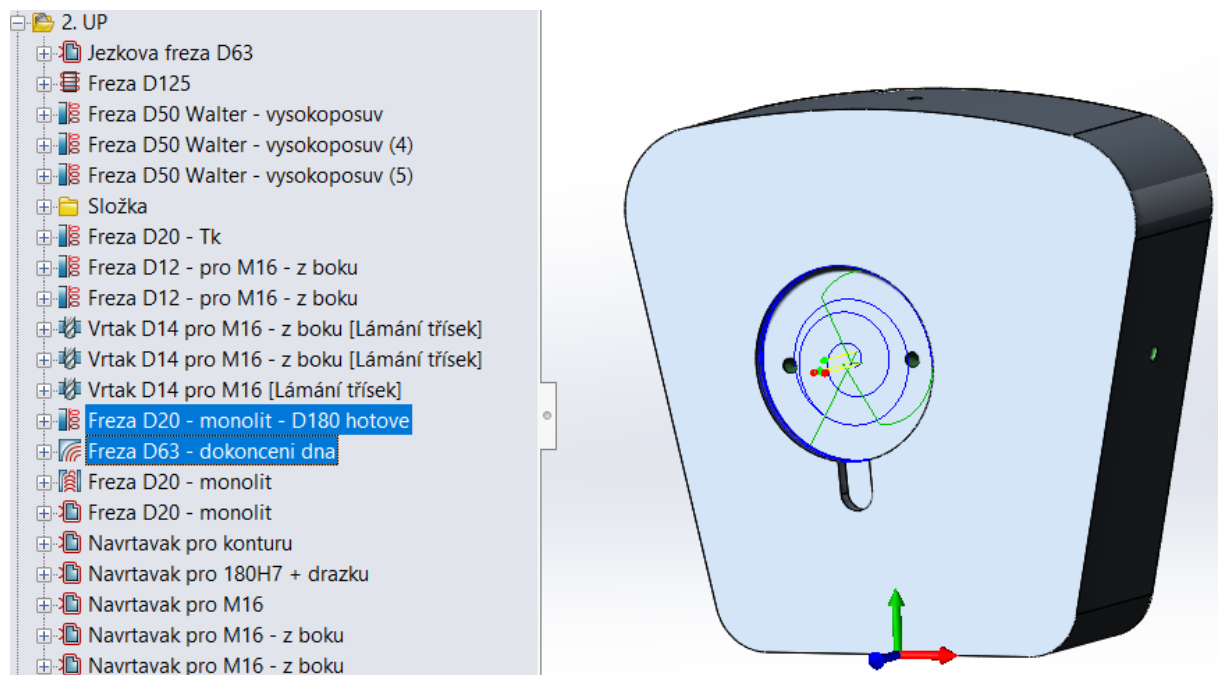 2. UP
Jezkova freza D63
Freza D125
Freza D50 Walter - vysokoposuv
Freza D50 Walter - vysokoposuv (4)
Freza D50 Walter - vysokoposuv (5)
Složka
Freza D20 - Tk
Freza D12 - pro M16 - z boku
Freza D12 - pro M16 - z boku
Vrtak D14 pro M16 - z boku [Lámání třísek]
Vrtak D14 pro M16 - z boku [Lámání třísek]
Vrtak D14 pro M16 [Lámání třísek]
Freza D20 - monolit - D180 hotove
Freza D63 - dokonceni dna
Freza D20 - monolit
Freza D20 - monolit
Navrtavak pro konturu
Navrtavak pro 180H7 + drazku
Navrtavak pro M16
Navrtavak pro M16 - z boku
Navrtavak pro M16 - z boku